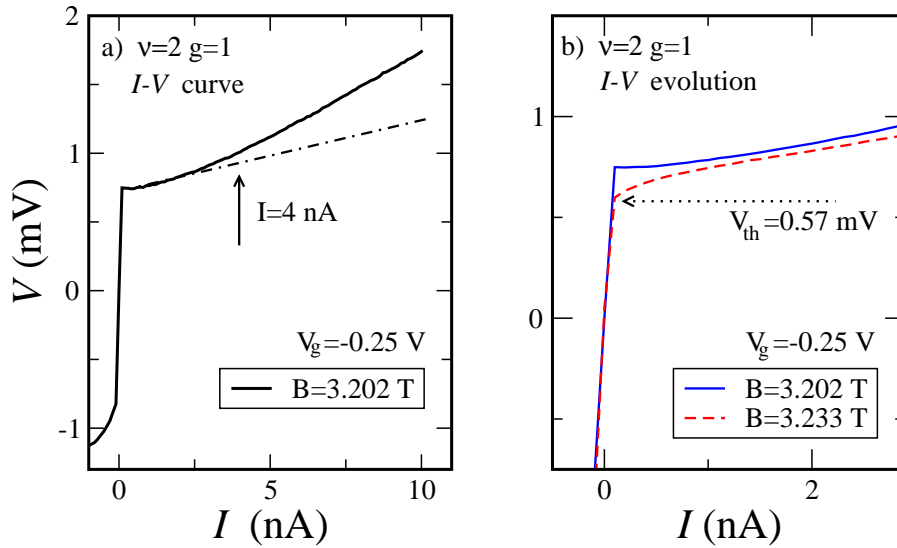 a) ν=2 g=1
I-V curve
I=4 nA
V_g=-0.25 V
B=3.202 T
2
1
0
-1
V (mV)
0
5
10
I (nA)
b) ν=2 g=1
I-V evolution
V_th=0.57 mV
V_g=-0.25 V
B=3.202 T
B=3.233 T
1
0
0
2
I (nA)